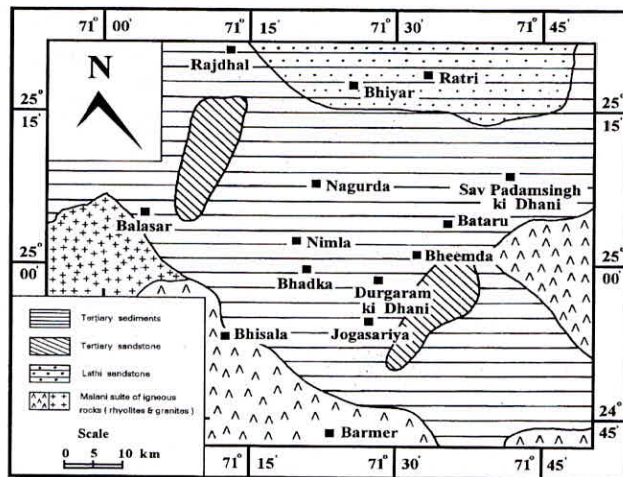 71° 00' 71° 15' 71° 30' 71° 45'
N
25° 15'
25° 15'
Rajdhal
Ratri
Bhiyar
Nagurda
Sav Padamsingh
ki Dhani
Balasar
Bataru
Nimla
Bheemda
25° 00'
25° 00'
Bhadka
Durgaram
ki Dhani
Jogasariya
Bhisala
Barmer
Tertiary sediments
Tertiary sandstone
Lathi sandstone
Malani suite of igneous
rocks ( rhyolites & granites )
Scale
0 5 10 km
24° 45'
71° 15' 71° 30' 71° 45'